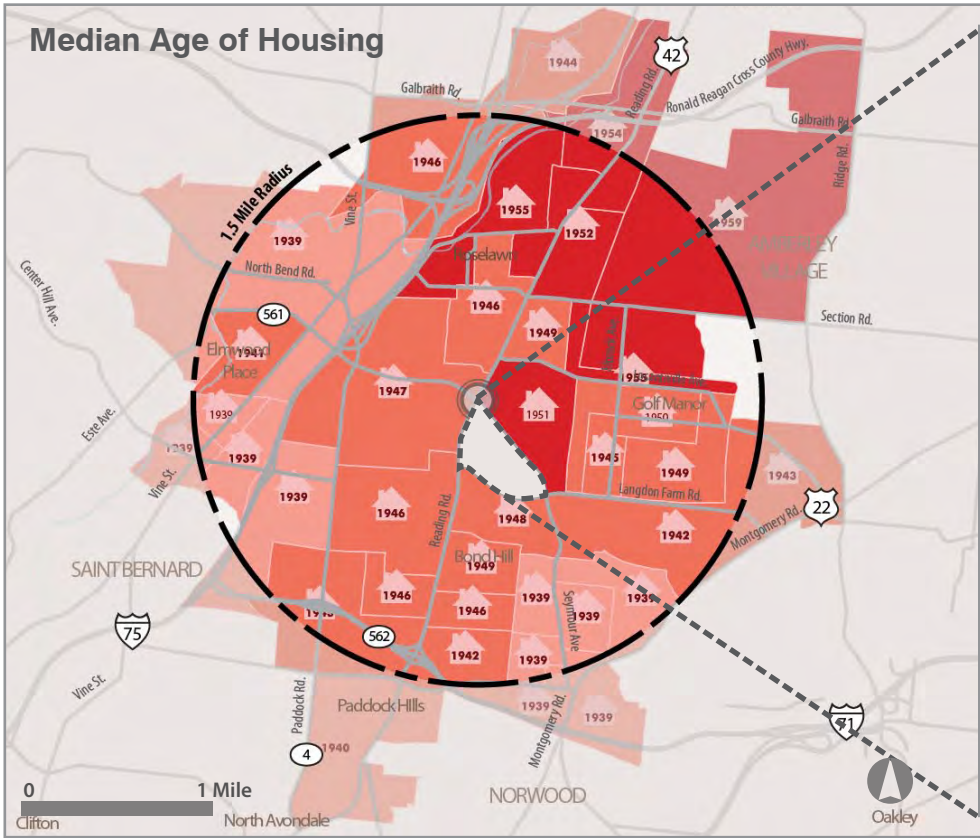 Median Age of Housing
42
1944
Ronald Reagan Cross County Hwy.
Reading Rd.
Galbraith Rd.
1954
Galbraith Rd.
1946
Ridge Rd.
1.5 Mile Radius
Vine St.
1955
1952
1959
1939
AMBERLEY
VILLAGE
Roselawn
North Bend Rd.
Center Hill Ave.
1946
561
1949
Section Rd.
1941
Elmwood
Place
1955
1947
Golf Manor
1939
1951
1950
Este Ave.
1939
1939
1945
1949
1943
Vine St.
1939
Langdon Farm Rd.
22
1946
Reading Rd.
1948
1942
Montgomery Rd.
Bond Hill
1949
SAINT BERNARD
1946
1939
1939
1939
75
1946
Seymour Ave.
562
1942
1939
Vine St.
Paddock Rd.
Paddock Hills
1939
1939
Montgomery Rd.
71
4
1940
0
1 Mile
NORWOOD
Clifton
North Avondale
Oakley